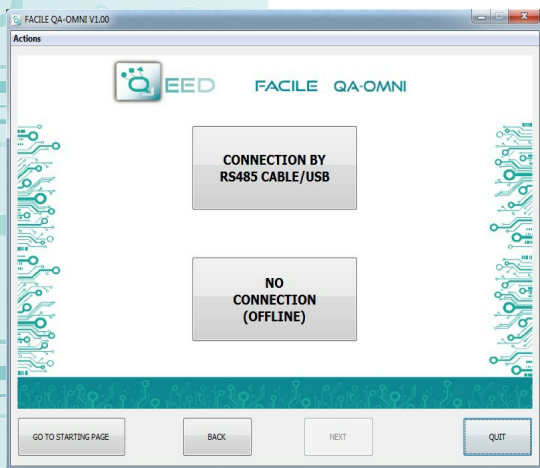 FACILE QA-OMNI V1.00
Actions
QEED FACILE QA-OMNI
CONNECTION BY
RS485 CABLE/USB
NO
CONNECTION
(OFFLINE)
GO TO STARTING PAGE BACK NEXT QUIT